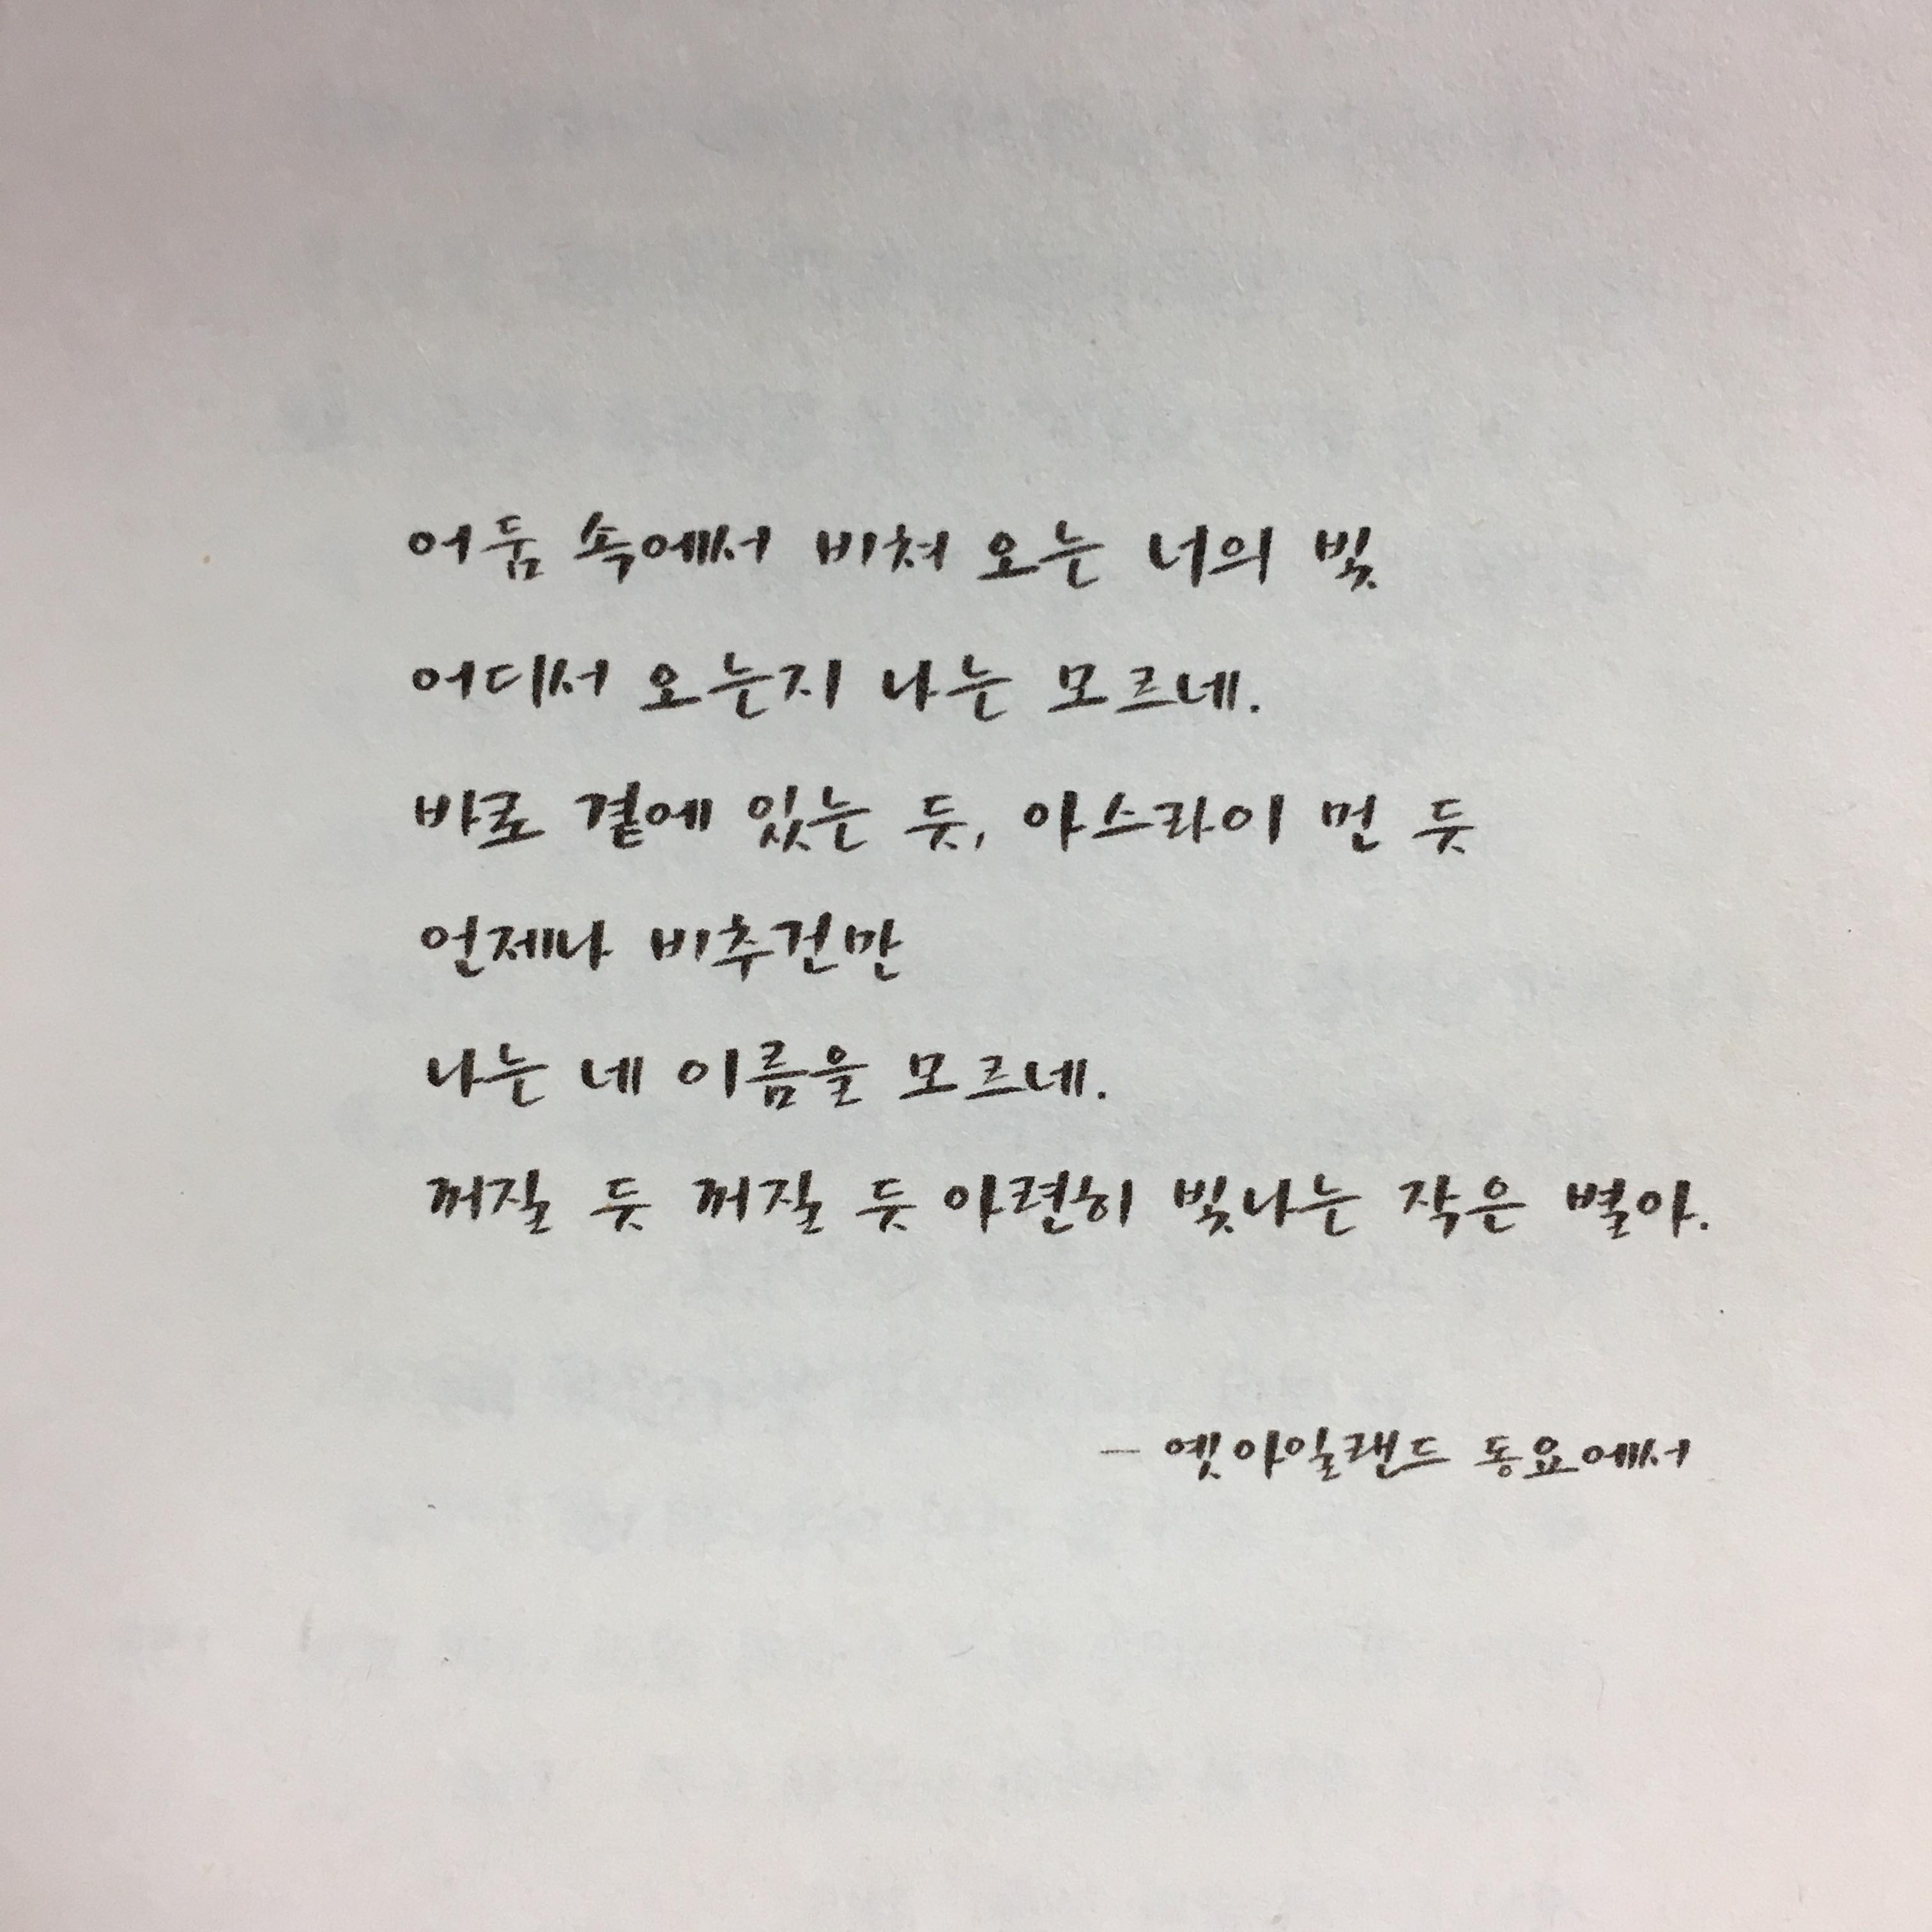 어둠 속에서 비쳐 오는 너의 빛
어디서 오는지 나는 모르네.
바로 곁에 있는 듯, 아스라이 먼 듯
언제나 비추건만
나는 네 이름을 모르네.
꺼질 듯 꺼질 듯 아련히 빛나는 작은 별아.
— 옛 아일랜드 동요에서